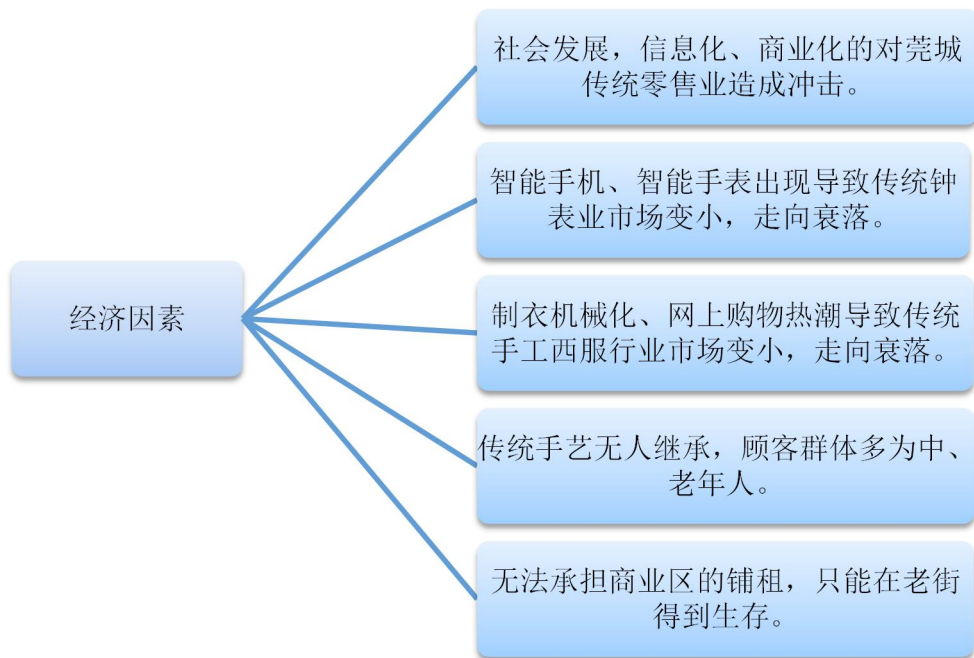 社会发展，信息化、商业化的对莞城
传统零售业造成冲击。
智能手机、智能手表出现导致传统钟
表业市场变小，走向衰落。
经济因素
制衣机械化、网上购物热潮导致传统
手工西服行业市场变小，走向衰落。
传统手艺无人继承，顾客群体多为中、
老年人。
无法承担商业区的铺租，只能在老街
得到生存。